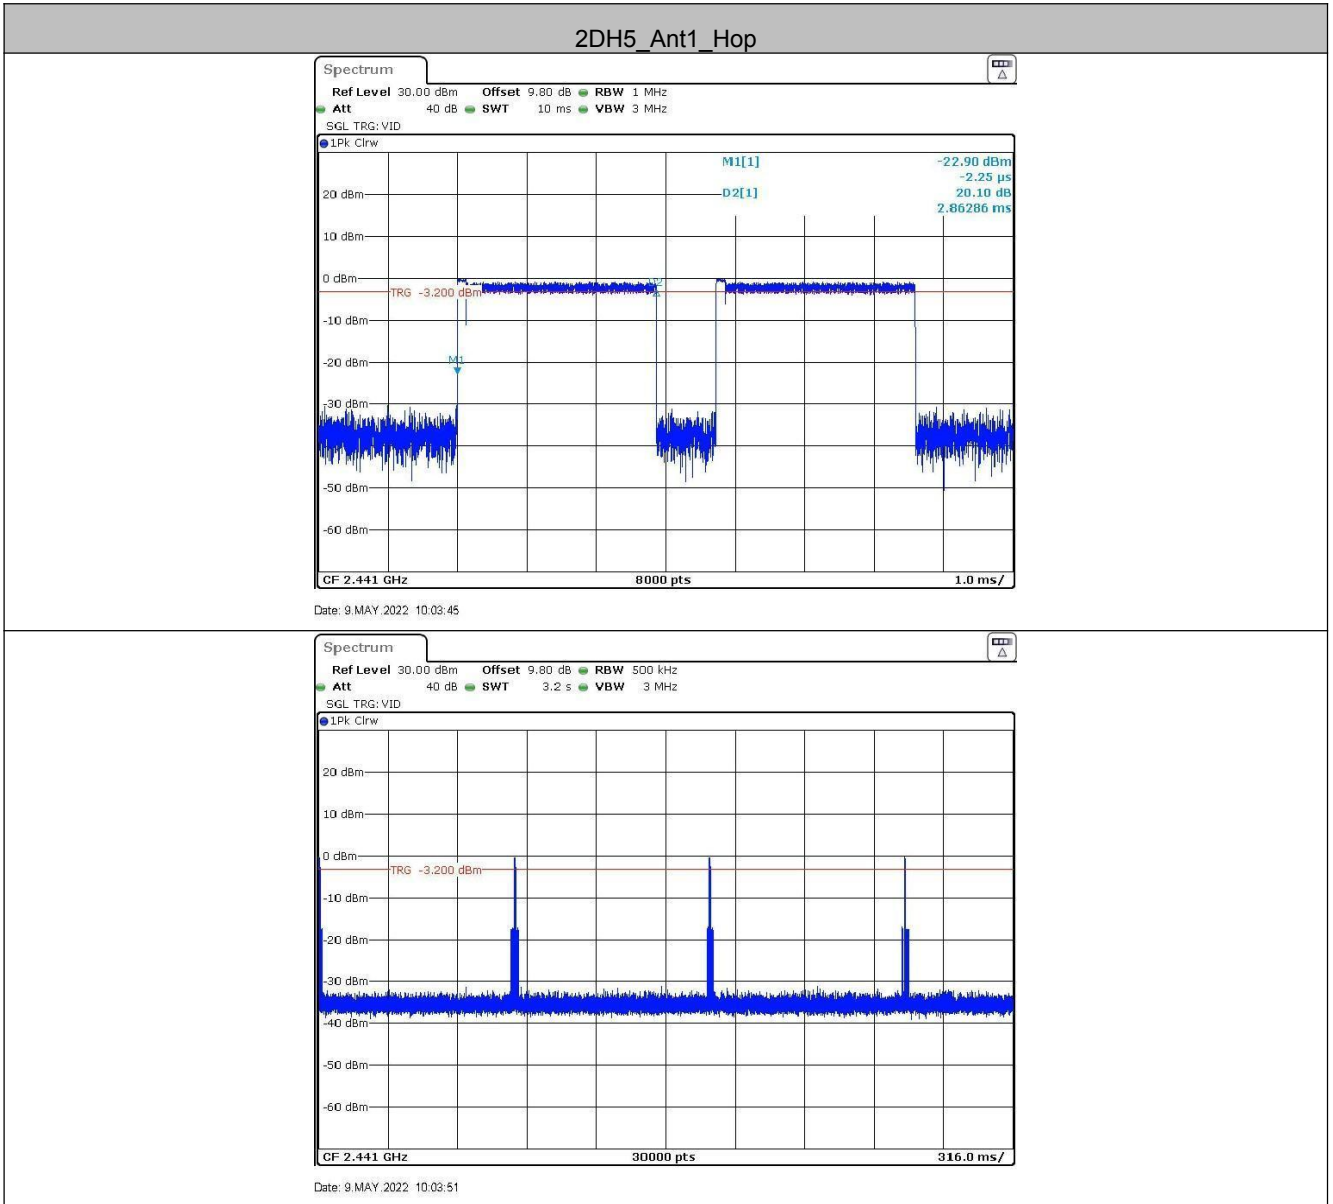 2DH5_Ant1_Hop
Spectrum
Ref Level 30.00 dBm Offset 9.80 dB RBW 1 MHz
Att 40 dB SWT 10 ms VBW 3 MHz
SGL TRG: VID
1Pk Clrw
M1[1] -22.90 dBm
-2.25 µs
20 dBm D2[1] 20.10 dB
2.86286 ms
10 dBm
0 dBm
TRG -3.200 dBm
-10 dBm
M1
-20 dBm
-30 dBm
-50 dBm
-60 dBm
CF 2.441 GHz 8000 pts 1.0 ms/
Date: 9.MAY.2022 10:03:45
Spectrum
Ref Level 30.00 dBm Offset 9.80 dB RBW 500 kHz
Att 40 dB SWT 3.2 s VBW 3 MHz
SGL TRG: VID
1Pk Clrw
20 dBm
10 dBm
0 dBm
TRG -3.200 dBm
-10 dBm
-20 dBm
-30 dBm
-40 dBm
-50 dBm
-60 dBm
CF 2.441 GHz 30000 pts 316.0 ms/
Date: 9.MAY.2022 10:03:51